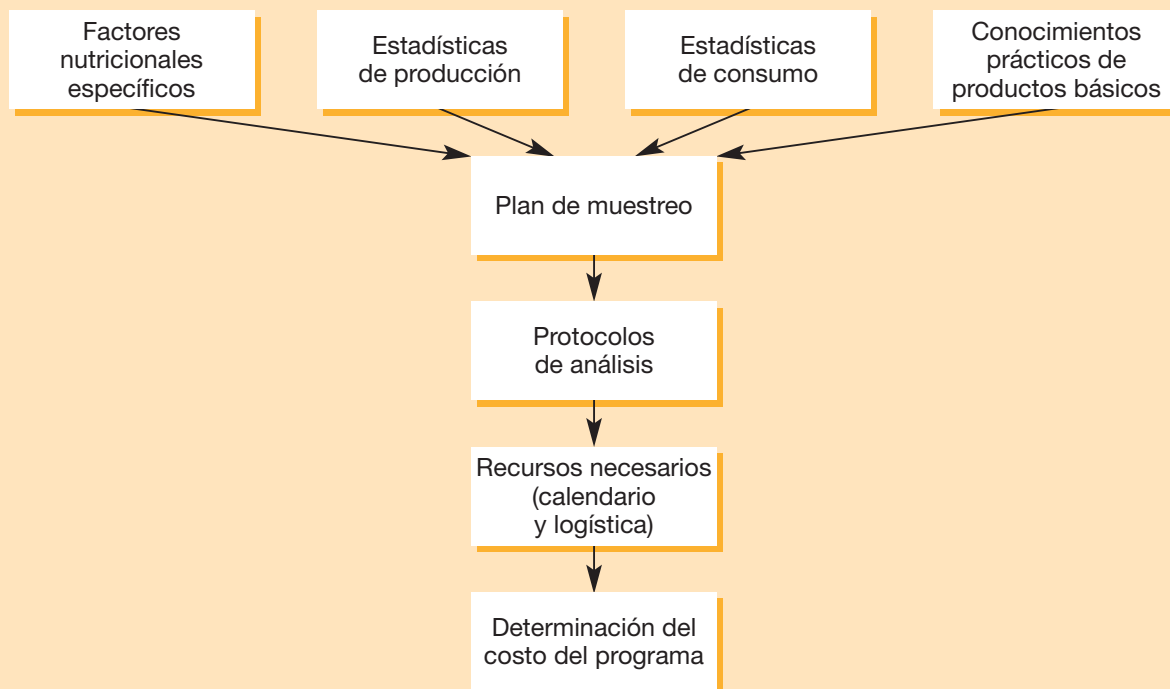 Factores
nutricionales
específicos
Estadísticas
de producción
Estadísticas
de consumo
Conocimientos
prácticos de
productos básicos
Plan de muestreo
Protocolos
de análisis
Recursos necesarios
(calendario
y logística)
Determinación del
costo del programa